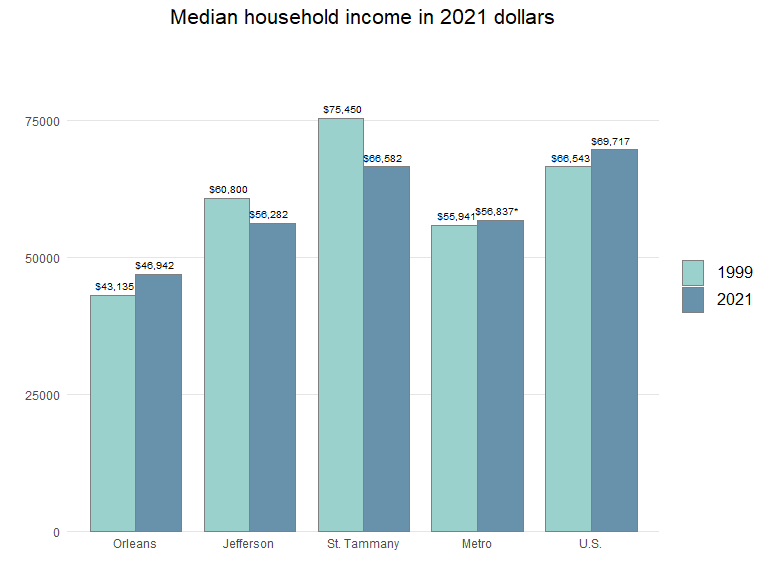 Median household income in 2021 dollars
75000
50000
25000
0
$43,135
$46,942
$60,800
$56,282
$75,450
$66,582
$55,941
$56,837*
$66,543
$69,717
Orleans
Jefferson
St. Tammany
Metro
U.S.
1999
2021